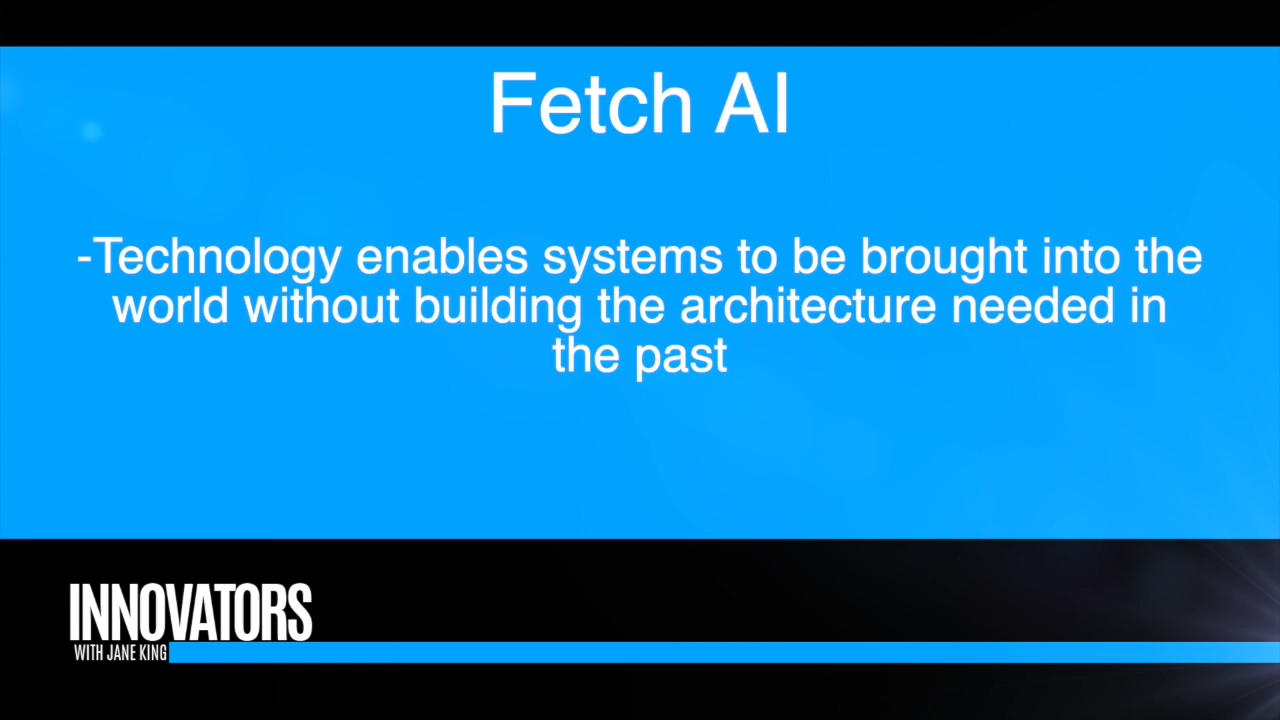 Fetch AI
-Technology enables systems to be brought into the
world without building the architecture needed in
the past
INNOVATORS
WITH JANE KING